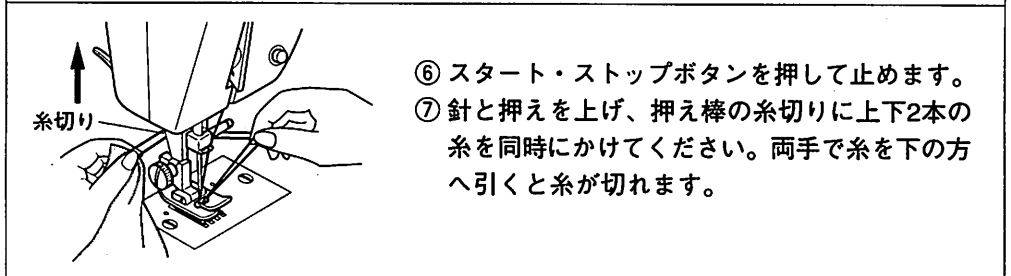 糸切り
⑥ スタート・ストップボタンを押して止めます。
⑦ 針と押えを上げ、押え棒の糸切りに上下2本の
糸を同時にかけてください。両手で糸を下の方
へ引くと糸が切れます。